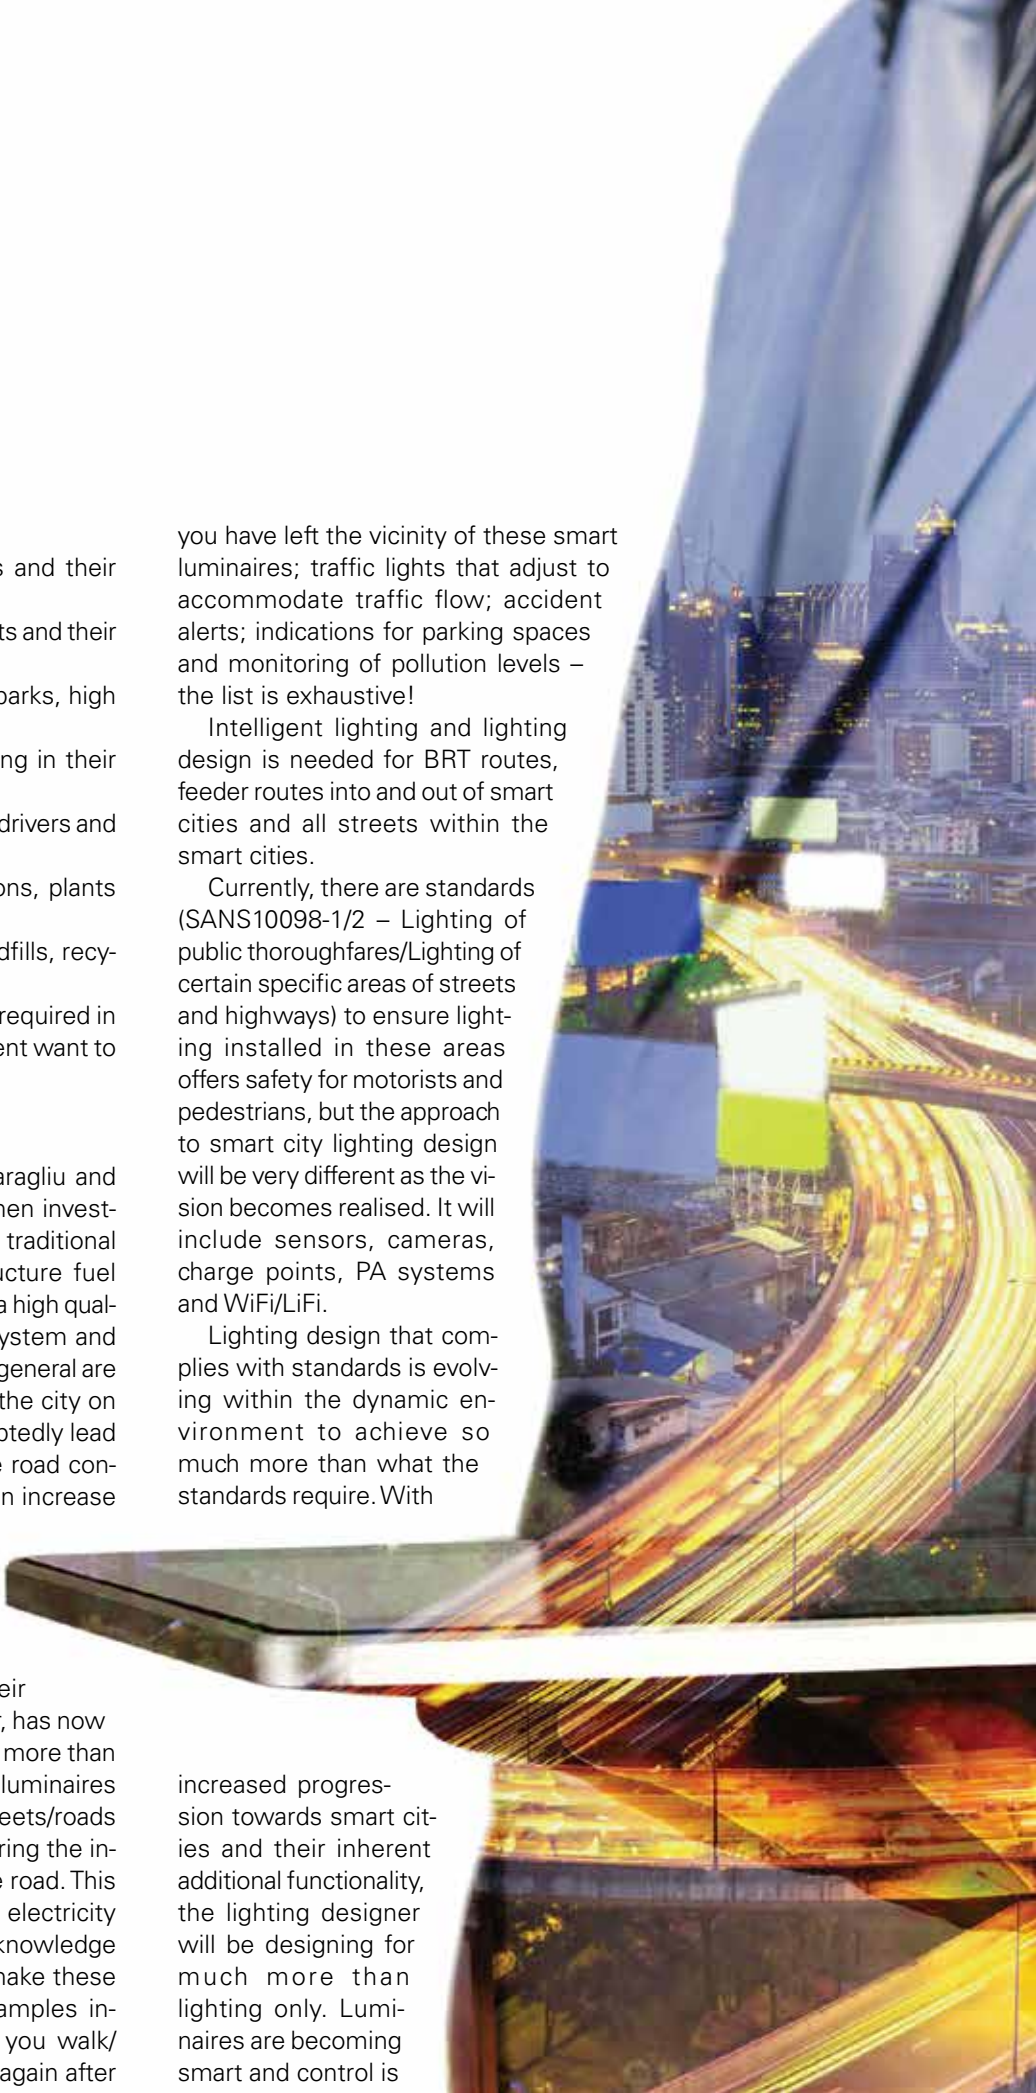 s and their
ts and their
parks, high
ng in their
drivers and
ons, plants
dfills, recy-
required in
ent want to
aragliu and
hen invest-
traditional
ucture fuel
a high qual-
ystem and
general are
the city on
btedly lead
e road con-
n increase
eir
, has now
more than
luminaires
eets/roads
ring the in-
e road. This
electricity
knowledge
make these
amples in-
you walk/
again after
you have left the vicinity of these smart
luminaires; traffic lights that adjust to
accommodate traffic flow; accident
alerts; indications for parking spaces
and monitoring of pollution levels –
the list is exhaustive!
Intelligent lighting and lighting
design is needed for BRT routes,
feeder routes into and out of smart
cities and all streets within the
smart cities.
Currently, there are standards
(SANS10098-1/2 – Lighting of
public thoroughfares/Lighting of
certain specific areas of streets
and highways) to ensure light-
ing installed in these areas
offers safety for motorists and
pedestrians, but the approach
to smart city lighting design
will be very different as the vi-
sion becomes realised. It will
include sensors, cameras,
charge points, PA systems
and WiFi/LiFi.
Lighting design that com-
plies with standards is evolv-
ing within the dynamic en-
vironment to achieve so
much more than what the
standards require. With
increased progres-
sion towards smart cit-
ies and their inherent
additional functionality,
the lighting designer
will be designing for
much more than
lighting only. Lumi-
naires are becoming
smart and control is